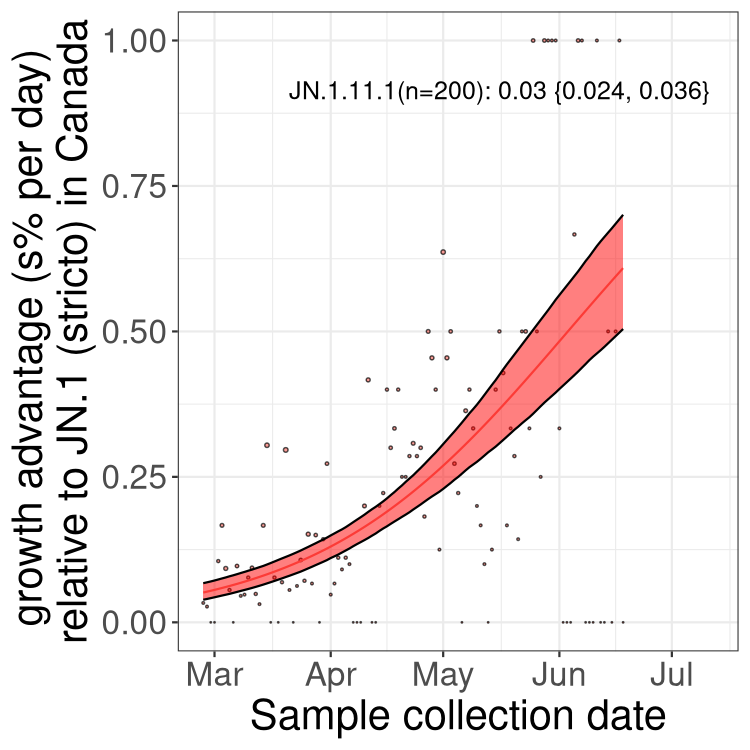 growth advantage (s% per day)
relative to JN.1 (stricto) in Canada
1.00
0.75
0.50
0.25
0.00
JN.1.11.1(n=200): 0.03 {0.024, 0.036}
Mar Apr May Jun Jul
Sample collection date